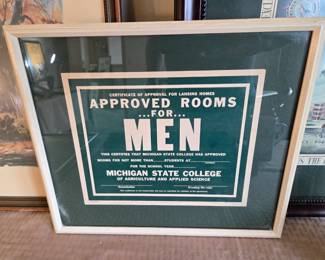 CERTIFICATE OF APPROVAL FOR LANSING HOMES
APPROVED ROOMS
...FOR...
MEN
THIS CERTIFIES THAT MICHIGAN STATE COLLEGE HAS APPROVED
ROOMS FOR NOT MORE THAN STUDENTS AT
FOR THE SCHOOL YEAR
MICHIGAN STATE COLLEGE
OF AGRICULTURE AND APPLIED SCIENCE